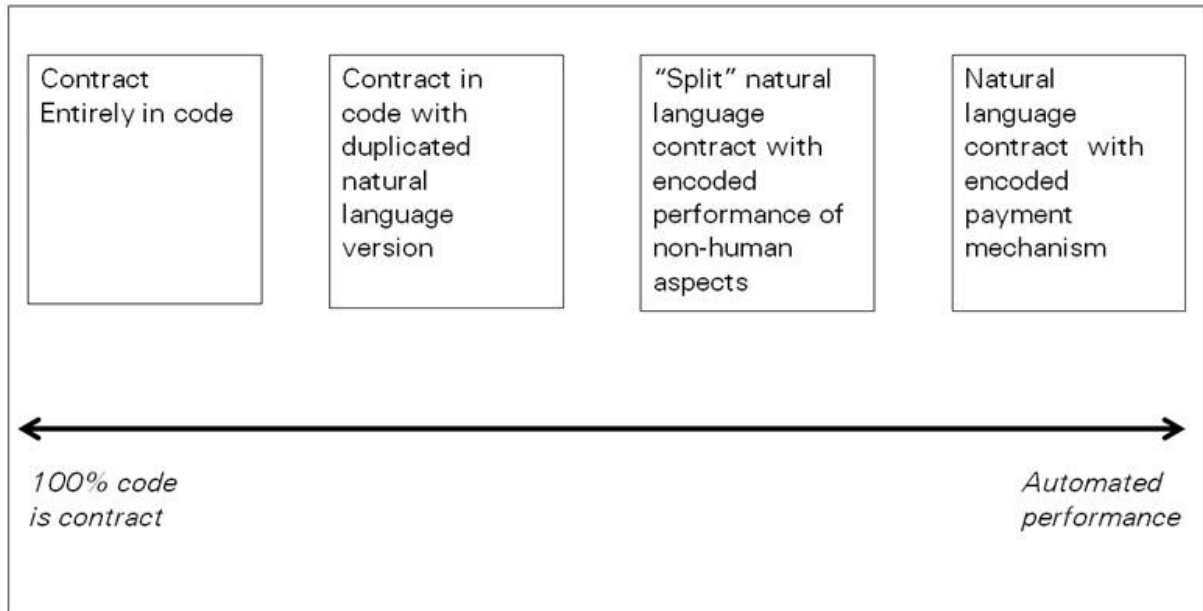 Contract
Entirely in code
Contract in
code with
duplicated
natural
language
version
“Split” natural
language
contract with
encoded
performance of
non-human
aspects
Natural
language
contract with
encoded
payment
mechanism
100% code
is contract
Automated
performance